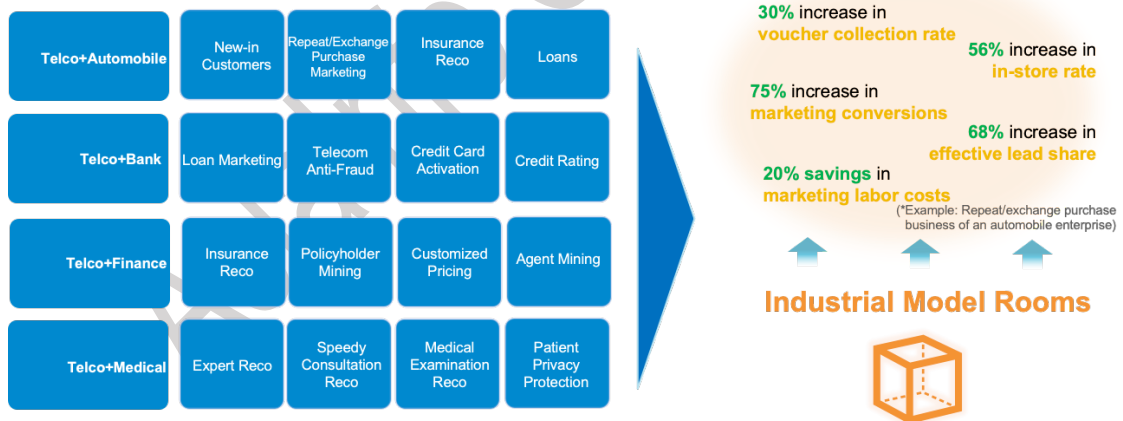 Telco+Automobile
New-in
Customers
Repeat/Exchange
Purchase
Marketing
Insurance
Reco
Loans
Telco+Bank
Loan Marketing
Telecom
Anti-Fraud
Credit Card
Activation
Credit Rating
Telco+Finance
Insurance
Reco
Policyholder
Mining
Customized
Pricing
Agent Mining
Telco+Medical
Expert Reco
Speedy
Consultation
Reco
Medical
Examination
Reco
Patient
Privacy
Protection
30% increase in
voucher collection rate
56% increase in
in-store rate
75% increase in
marketing conversions
68% increase in
effective lead share
20% savings in
marketing labor costs
(*Example: Repeat/exchange purchase
business of an automobile enterprise)
Industrial Model Rooms